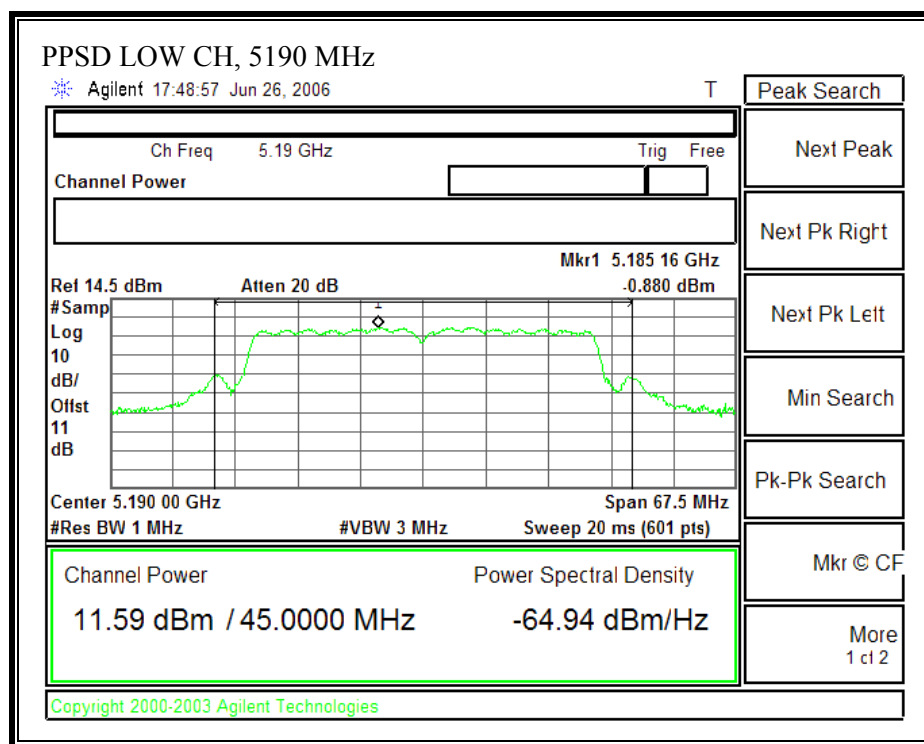 PPSD LOW CH, 5190 MHz
Agilent 17:48:57 Jun 26, 2006 T
Peak Search
Ch Freq 5.19 GHz Trig Free
Channel Power
Mkr1 5.185 16 GHz
Ref 14.5 dBm Atten 20 dB -0.880 dBm
#Samp
Log
10
dB/
Offst
11
dB
1
Center 5.190 00 GHz Span 67.5 MHz
#Res BW 1 MHz #VBW 3 MHz Sweep 20 ms (601 pts)
Channel Power Power Spectral Density
11.59 dBm / 45.0000 MHz -64.94 dBm/Hz
Copyright 2000-2003 Agilent Technologies
Next Peak
Next Pk Right
Next Pk Left
Min Search
Pk-Pk Search
Mkr © CF
More
1 of 2